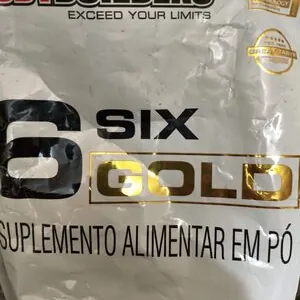 EXCEED YOUR LIMITS
6 SIX
GOLD
SUPLEMENTO ALIMENTAR EM PÓ